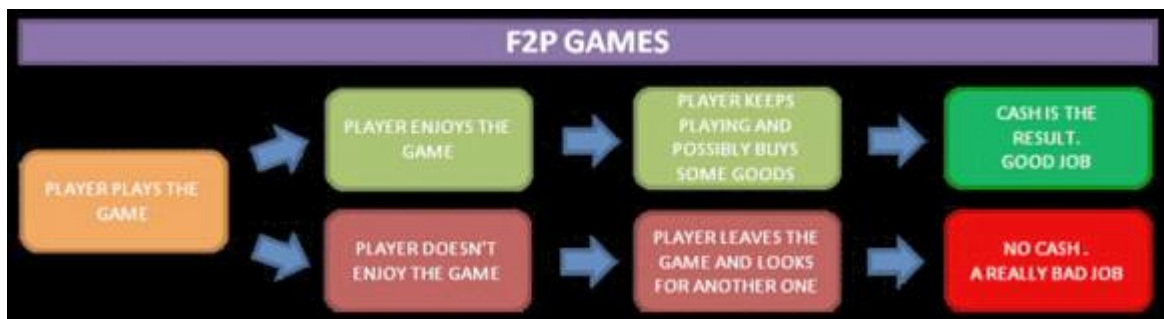 F2P GAMES
PLAYER PLAYS THE
GAME
PLAYER ENJOYS THE
GAME
PLAYER KEEPS
PLAYING AND
POSSIBLY BUYS
SOME GOODS
CASH IS THE
RESULT.
GOOD JOB
PLAYER DOESN'T
ENJOY THE GAME
PLAYER LEAVES THE
GAME AND LOOKS
FOR ANOTHER ONE
NO CASH .
A REALLY BAD JOB